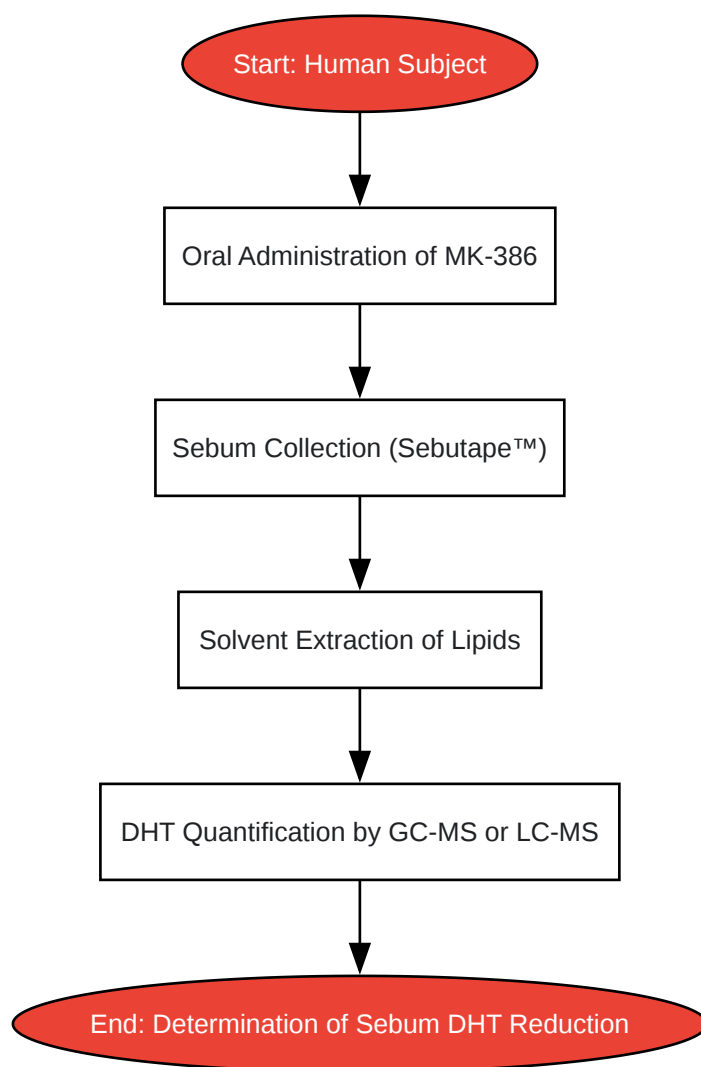 Start: Human Subject
Oral Administration of MK-386
Sebum Collection (Sebutape™)
Solvent Extraction of Lipids
DHT Quantification by GC-MS or LC-MS
End: Determination of Sebum DHT Reduction